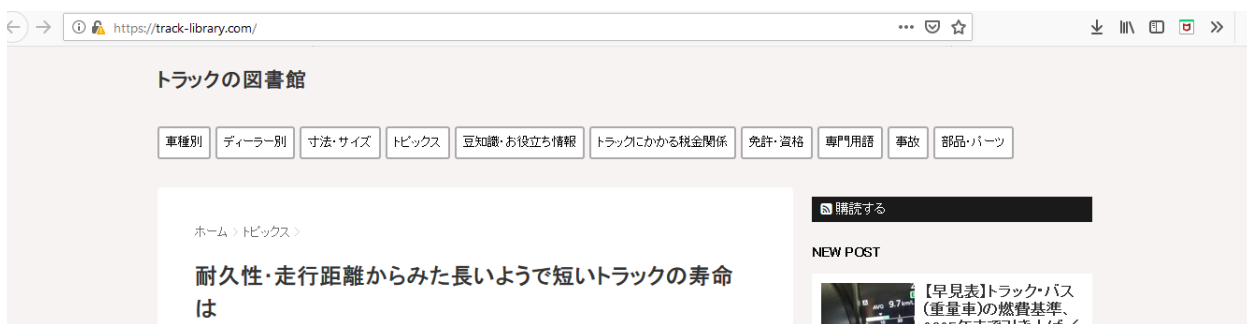 https://track-library.com/
トラックの図書館
車種別 ディーラー別 寸法・サイズ トピックス 豆知識・お役立ち情報 トラックにかかる税金関係 免許・資格 専門用語 事故 部品・パーツ
購読する
ホーム > トピックス >
NEW POST
耐久性・走行距離からみた長いようで短いトラックの寿命
は
【早見表】トラック・バス
(重量車)の燃費基準、